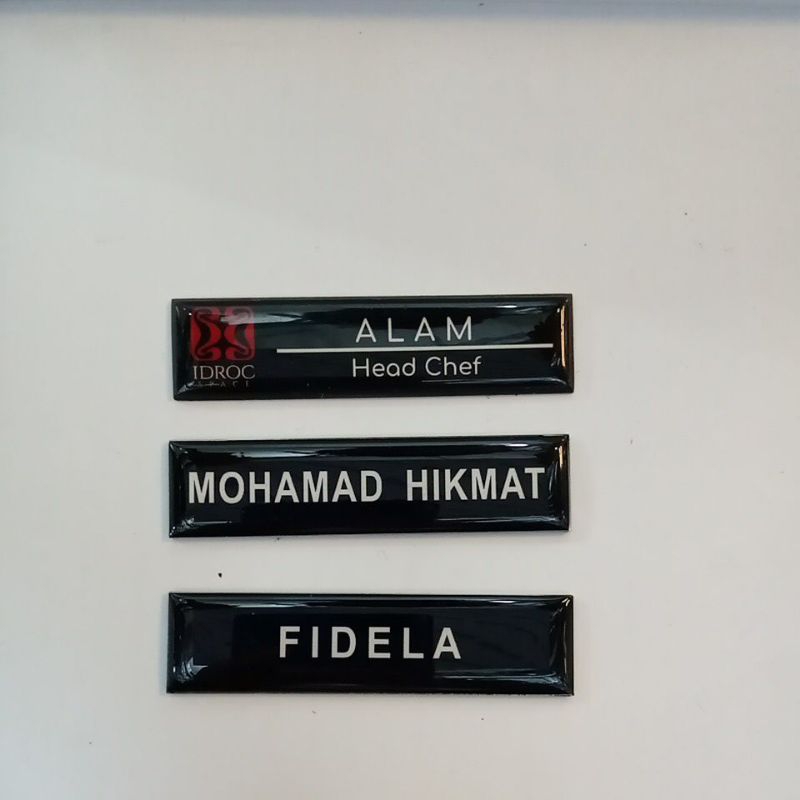 ALAM
Head Chef
IDROC
MOHAMAD HIKMAT
FIDELA